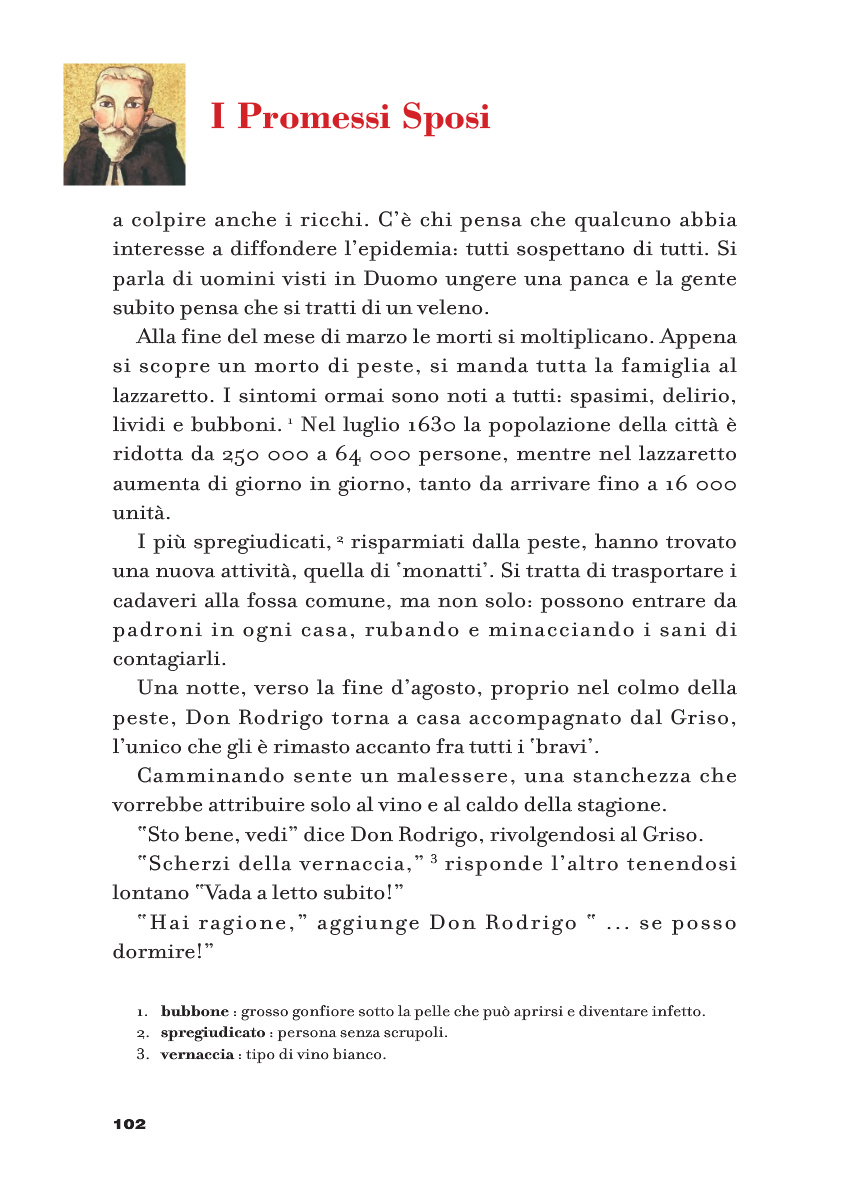 I Promessi Sposi
a colpire anche i ricchi. C’è chi pensa che qualcuno abbia
interesse a diffondere l’epidemia: tutti sospettano di tutti. Si
parla di uomini visti in Duomo ungere una panca e la gente
subito pensa che si tratti di un veleno.
Alla fine del mese di marzo le morti si moltiplicano. Appena
si scopre un morto di peste, si manda tutta la famiglia al
lazzaretto. I sintomi ormai sono noti a tutti: spasimi, delirio,
lividi e bubboni. 1 Nel luglio 1630 la popolazione della città è
ridotta da 250 000 a 64 000 persone, mentre nel lazzaretto
aumenta di giorno in giorno, tanto da arrivare fino a 16 000
unità.
I più spregiudicati, 2 risparmiati dalla peste, hanno trovato
una nuova attività, quella di ‛monatti’. Si tratta di trasportare i
cadaveri alla fossa comune, ma non solo: possono entrare da
padroni in ogni casa, rubando e minacciando i sani di
contagiarli.
Una notte, verso la fine d’agosto, proprio nel colmo della
peste, Don Rodrigo torna a casa accompagnato dal Griso,
l’unico che gli è rimasto accanto fra tutti i ‛bravi’.
Camminando sente un malessere, una stanchezza che
vorrebbe attribuire solo al vino e al caldo della stagione.
‟Sto bene, vedi” dice Don Rodrigo, rivolgendosi al Griso.
‟Scherzi della vernaccia,” 3 risponde l’altro tenendosi
lontano ‟Vada a letto subito!”
‟Hai ragione,” aggiunge Don Rodrigo ‟ ... se posso
dormire!”
1. bubbone : grosso gonfiore sotto la pelle che può aprirsi e diventare infetto.
2. spregiudicato : persona senza scrupoli.
3. vernaccia : tipo di vino bianco.
102